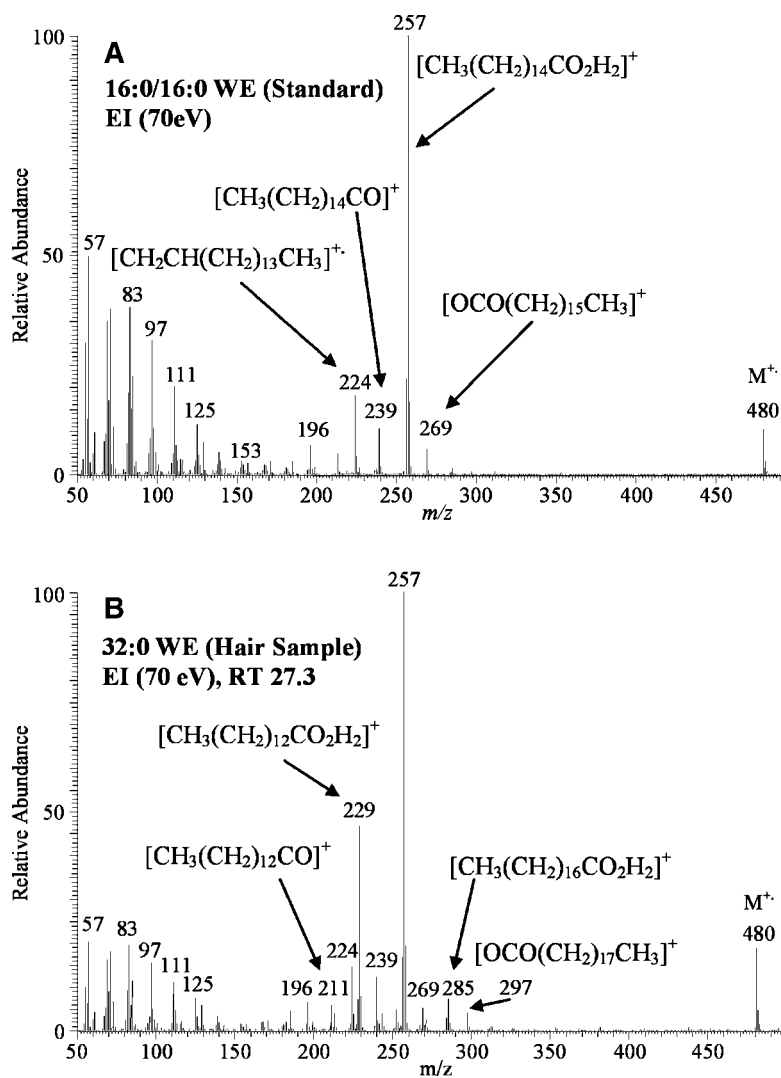 A
16:0/16:0 WE (Standard)
EI (70eV)
257
[CH3(CH2)14CO2H2]+
[CH3(CH2)14CO]+
[CH2CH(CH2)13CH3]+·
[OCO(CH2)15CH3]+
M+·
480
57
83
97
111
125
153
196
224
239
269
100
50
0
Relative Abundance
50 100 150 200 250 300 350 400 450
m/z
B
32:0 WE (Hair Sample)
EI (70 eV), RT 27.3
257
[CH3(CH2)12CO2H2]+
229
[CH3(CH2)12CO]+
[CH3(CH2)16CO2H2]+
[OCO(CH2)17CH3]+
M+·
480
57
83
97
111
125
196
211
224
239
269
285
297
100
50
0
Relative Abundance
50 100 150 200 250 300 350 400 450
m/z